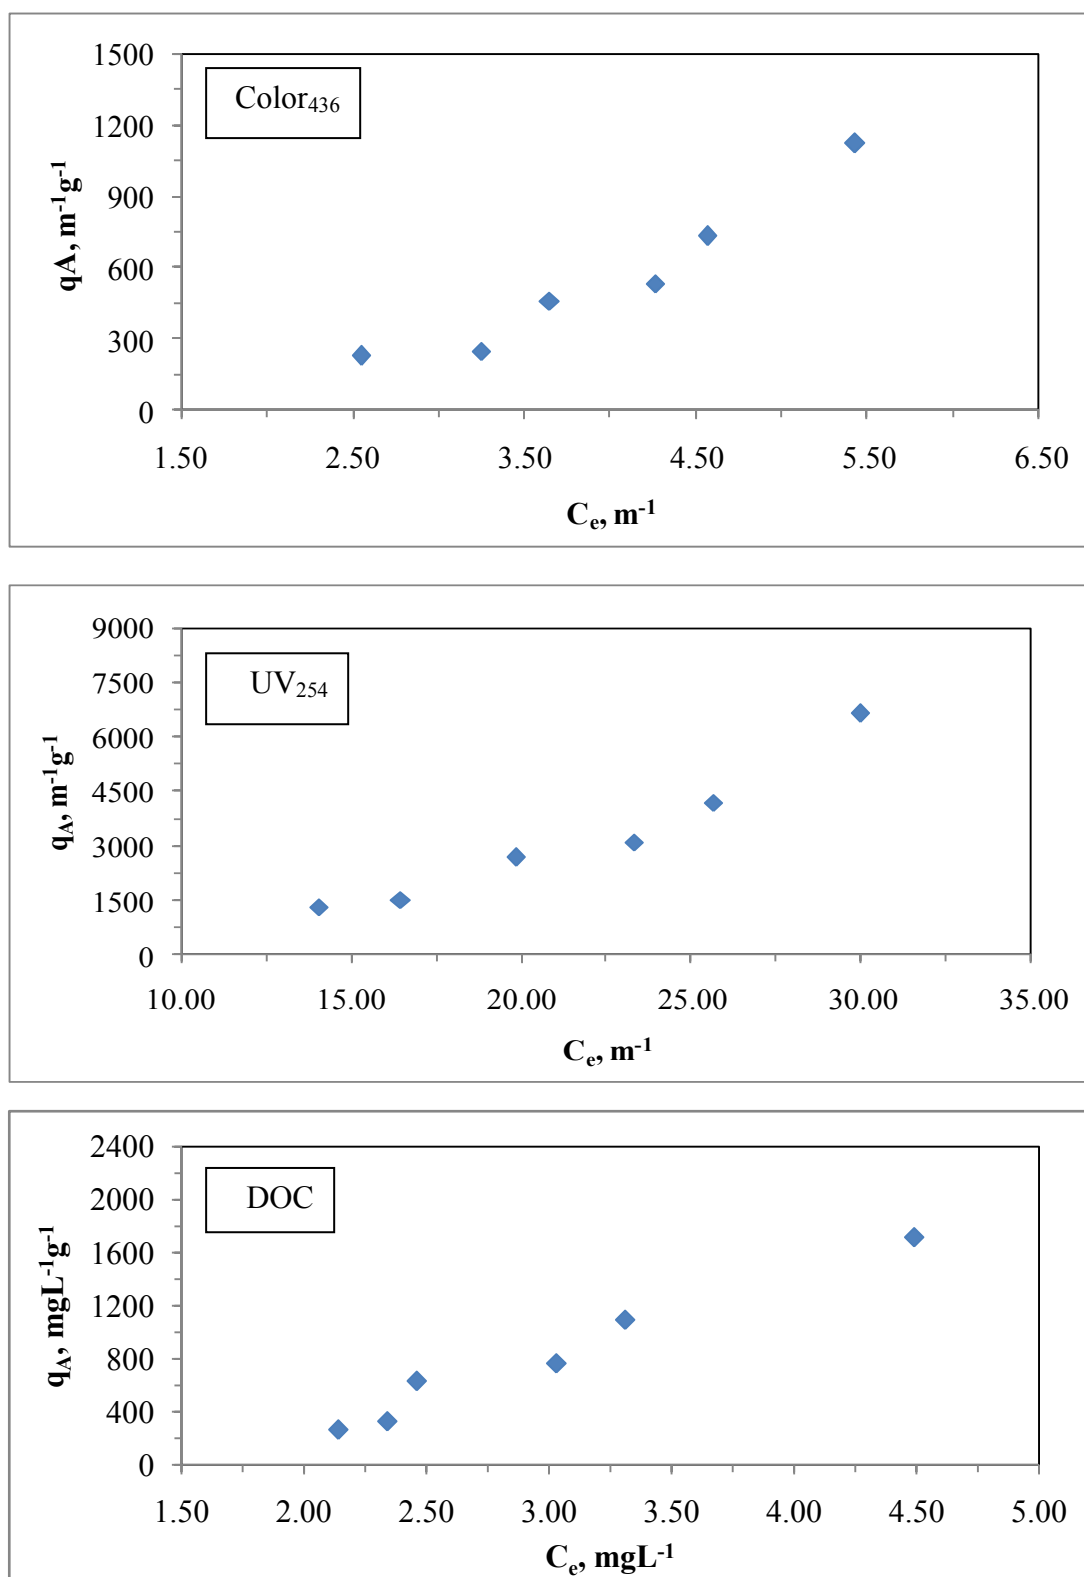 1500
1200
900
600
300
0
qA, m⁻¹g⁻¹
Color₄₃₆
1.50 2.50 3.50 4.50 5.50 6.50
Cₑ, m⁻¹
9000
7500
6000
4500
3000
1500
0
q_A, m⁻¹g⁻¹
UV₂₅₄
10.00 15.00 20.00 25.00 30.00 35.00
Cₑ, m⁻¹
2400
2000
1600
1200
800
400
0
q_A, mgL⁻¹g⁻¹
DOC
1.50 2.00 2.50 3.00 3.50 4.00 4.50 5.00
Cₑ, mgL⁻¹